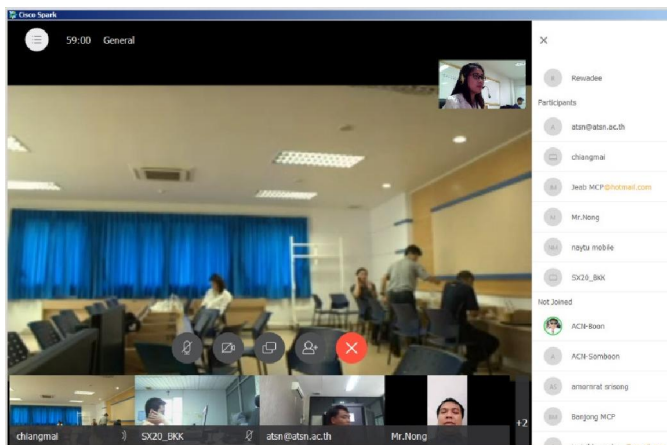 Cisco Spark
59:00 General
Rewadee
Participants
atsn@atsn.ac.th
chiangmai
Jeab MCP@hotmail.com
Mr.Nong
naytu mobile
SX20_BKK
Not Joined
ACN-Boon
ACN-Somboon
amornrat srisong
Baejong MCP
+2
chiangmai
SX20_BKK
atsn@atsn.ac.th
Mr.Nong